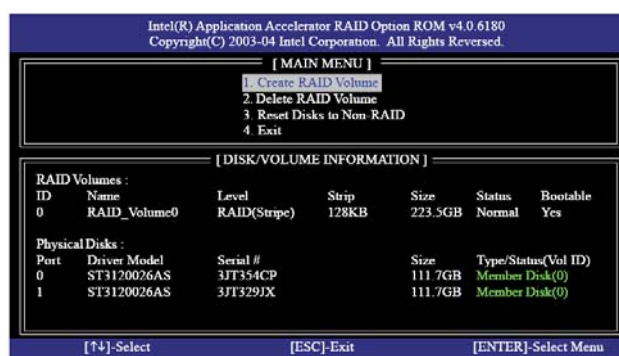 Intel(R) Application Accelerator RAID Option ROM v4.0.6180
Copyright(C) 2003-04 Intel Corporation. All Rights Reversed.
[ MAIN MENU ]
1. Create RAID Volume
2. Delete RAID Volume
3. Reset Disks to Non-RAID
4. Exit
[ DISK/VOLUME INFORMATION ]
RAID Volumes :
ID Name Level Strip Size Status Bootable
0 RAID_Volume0 RAID(Stripe) 128KB 223.5GB Normal Yes
Physical Disks :
Port Driver Model Serial # Size Type/Status(Vol ID)
0 ST3120026AS 3JT354CP 111.7GB Member Disk(0)
1 ST3120026AS 3JT329JX 111.7GB Member Disk(0)
[↑↓]-Select [ESC]-Exit [ENTER]-Select Menu